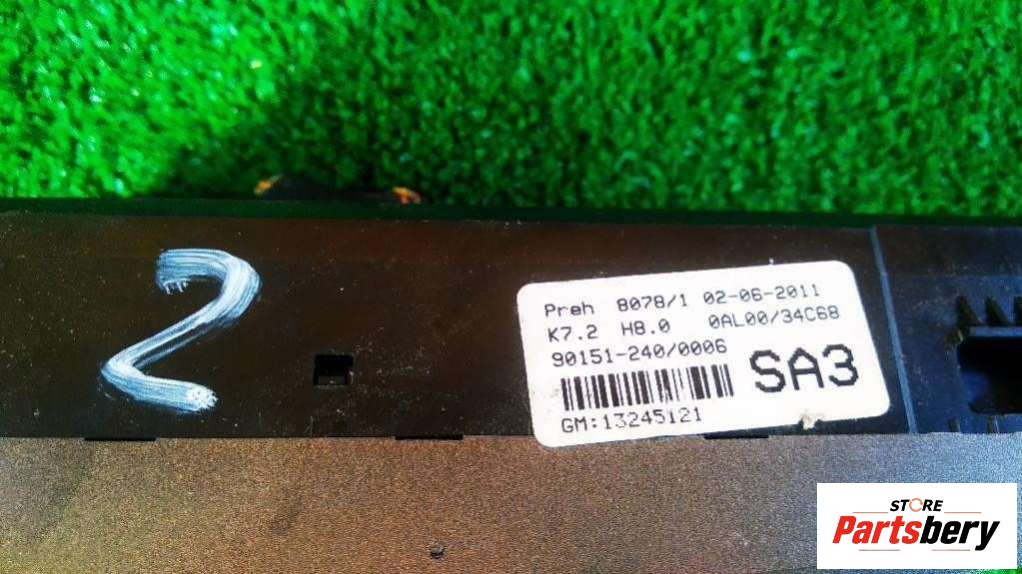 2
Preh 8078/1 02-06-2011
K7.2 H8.0 0AL00/34C68
90151-240/0006
SA3
GM:13245121
STORE
Partsbery